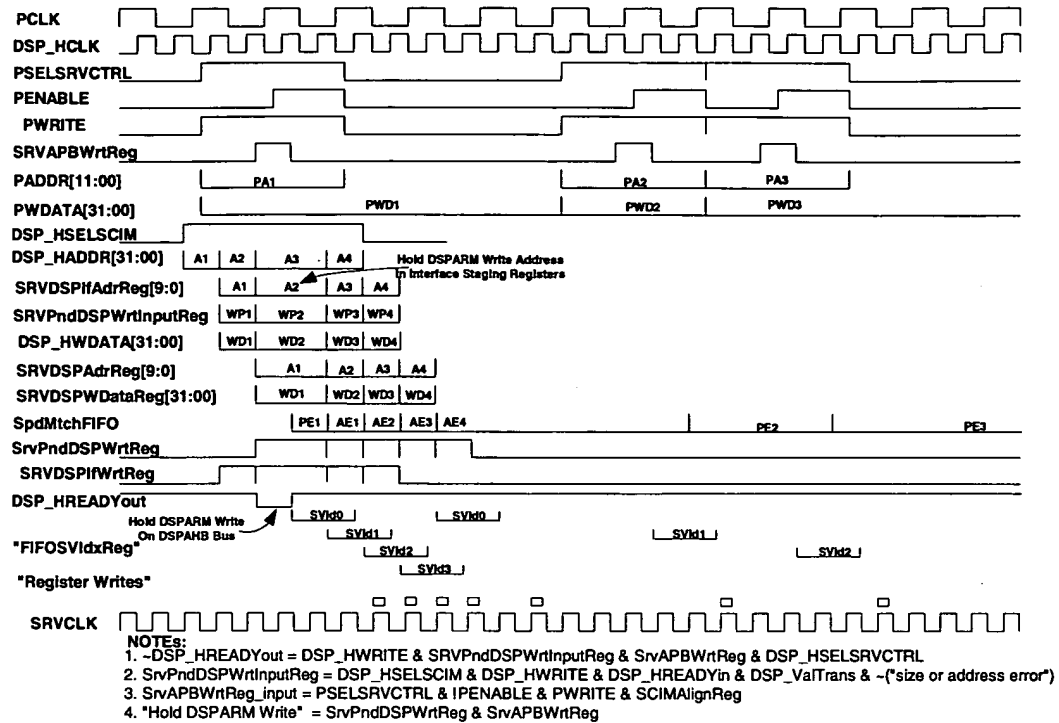 PCLK
DSP_HCLK
PSELSRVCTRL
PENABLE
PWRITE
SRVAPBWrtReg
PADDR[11:00] PA1 PA2 PA3
PWDATA[31:00] PWD1 PWD2 PWD3
DSP_HSELSCIM
DSP_HADDR[31:00] A1 A2 A3 A4
Hold DSPARM Write Address
in Interface Staging Registers
SRVDSPIfAdrReg[9:0] A1 A2 A3 A4
SRVPndDSPWrtInputReg WP1 WP2 WP3 WP4
DSP_HWDATA[31:00] WD1 WD2 WD3 WD4
SRVDSPAdrReg[9:0] A1 A2 A3 A4
SRVDSPWDataReg[31:00] WD1 WD2 WD3 WD4
SpdMtchFIFO PE1 AE1 AE2 AE3 AE4 PE2 PE3
SrvPndDSPWrtReg
SRVDSPIfWrtReg
DSP_HREADYout
Hold DSPARM Write
On DSPAHB Bus
SVld0 SVld0
SVld1 SVld1
"FIFOSVldxReg" SVld2 SVld2
SVld3
"Register Writes"
SRVCLK
NOTEs:
1. ~DSP_HREADYout = DSP_HWRITE & SRVPndDSPWrtInputReg & SrvAPBWrtReg & DSP_HSELSRVCTRL
2. SrvPndDSPWrtInputReg = DSP_HSELSCIM & DSP_HWRITE & DSP_HREADYin & DSP_ValTrans & ~("size or address error")
3. SrvAPBWrtReg_input = PSELSRVCTRL & !PENABLE & PWRITE & SCIMAlignReg
4. "Hold DSPARM Write" = SrvPndDSPWrtReg & SrvAPBWrtReg